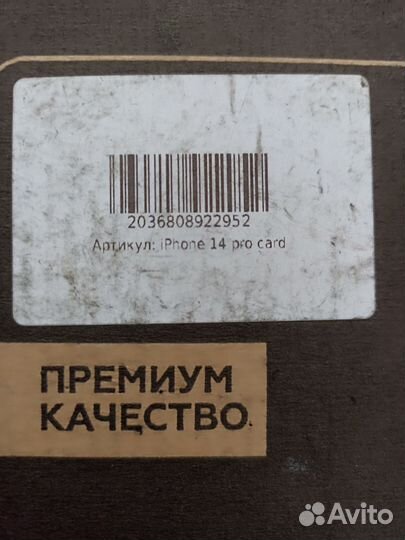 2036808922952
Артикул: iPhone 14 pro card
ПРЕМИУМ
КАЧЕСТВО
Avito